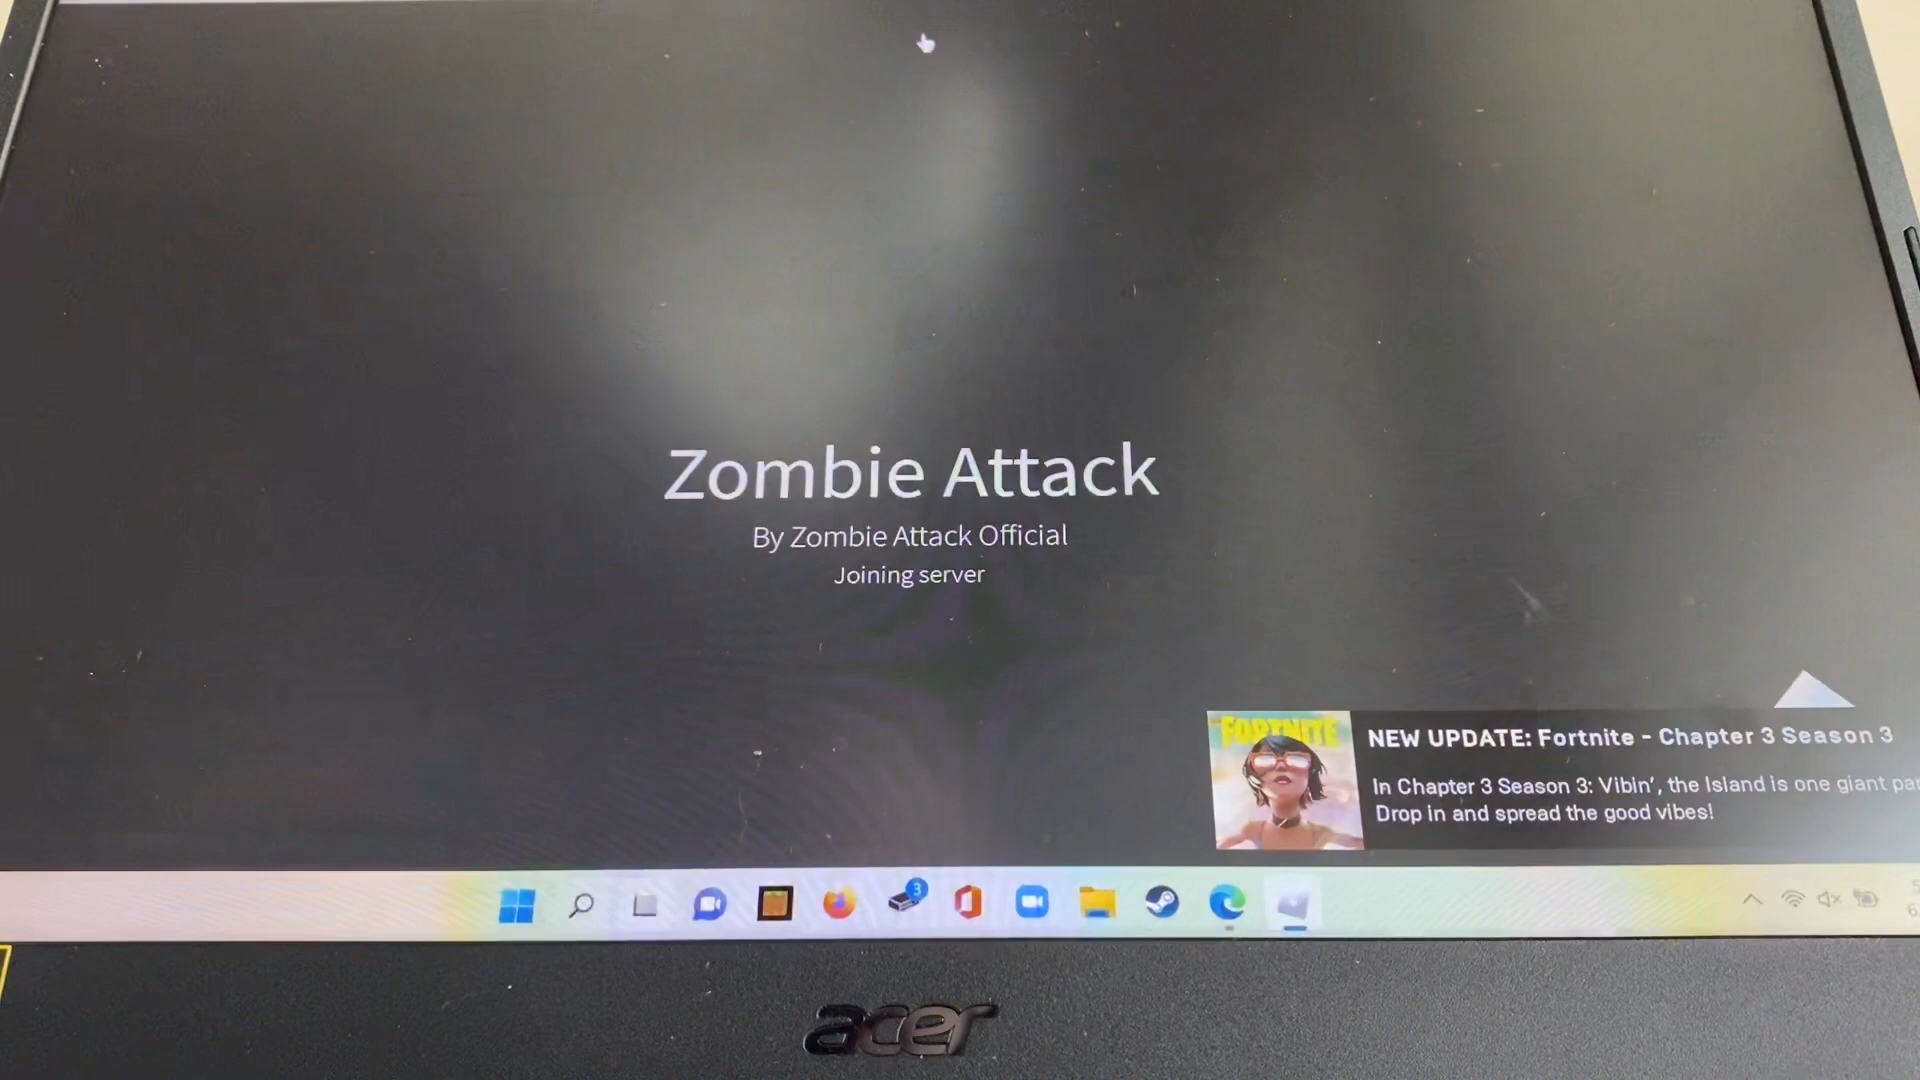 Zombie Attack
By Zombie Attack Official
Joining server
FORTNITE
NEW UPDATE: Fortnite - Chapter 3 Season 3
In Chapter 3 Season 3: Vibin', the Island is one giant
Drop in and spread the good vibes!
3
acer